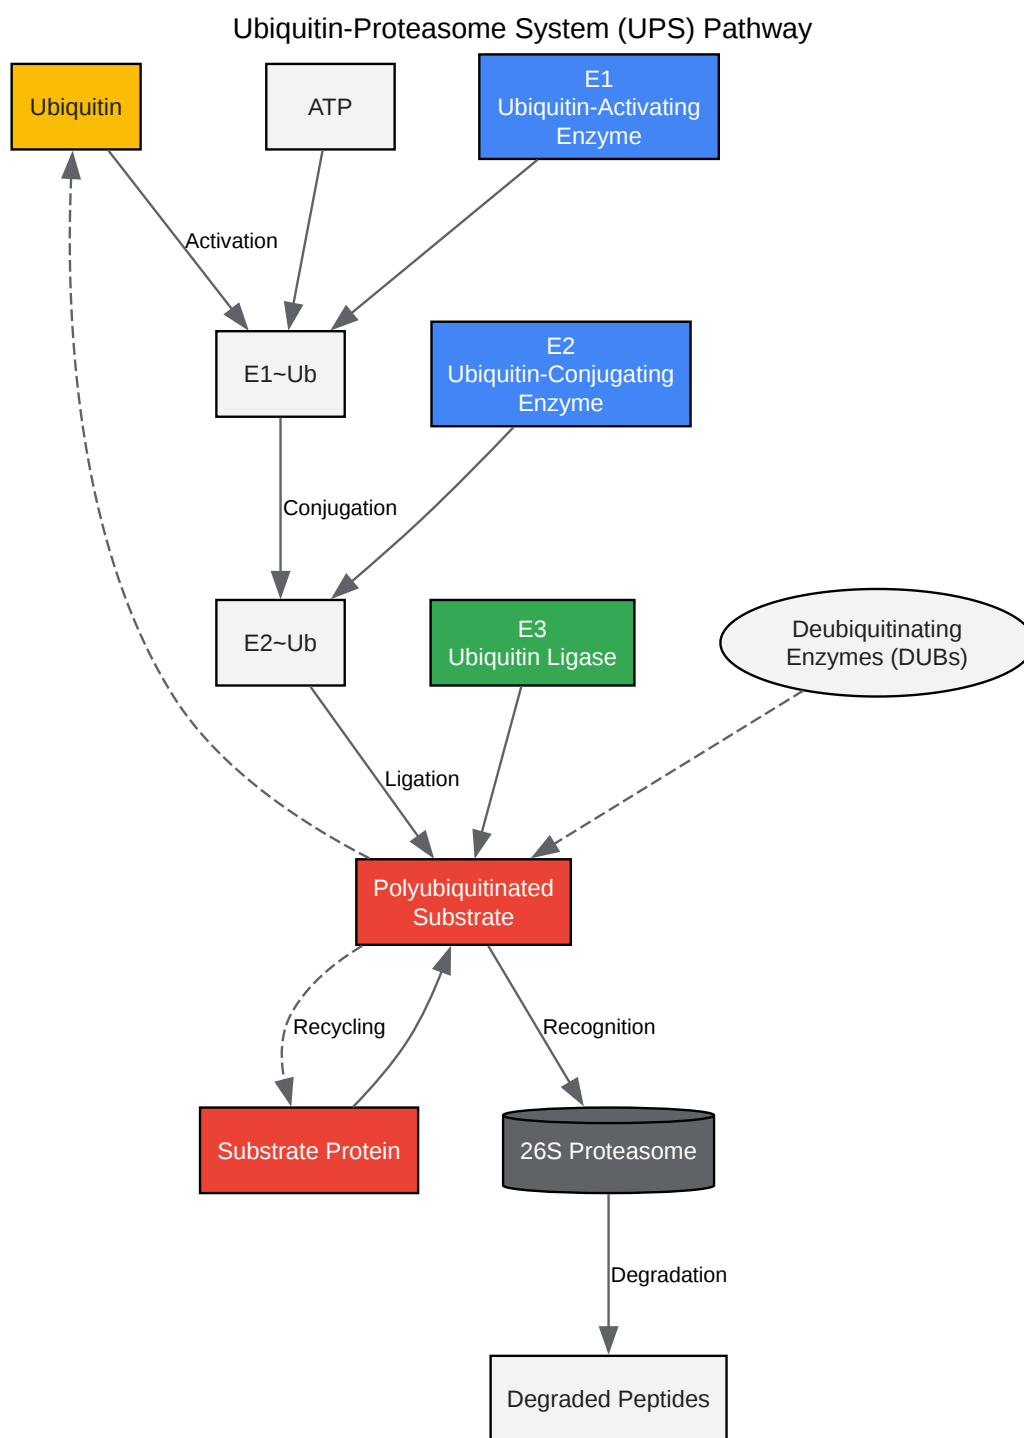 Ubiquitin-Proteasome System (UPS) Pathway
Ubiquitin
ATP
E1
Ubiquitin-Activating
Enzyme
Activation
E1~Ub
E2
Ubiquitin-Conjugating
Enzyme
Conjugation
E2~Ub
E3
Ubiquitin Ligase
Deubiquitinating
Enzymes (DUBs)
Ligation
Polyubiquitinated
Substrate
Recycling
Recognition
Substrate Protein
26S Proteasome
Degradation
Degraded Peptides